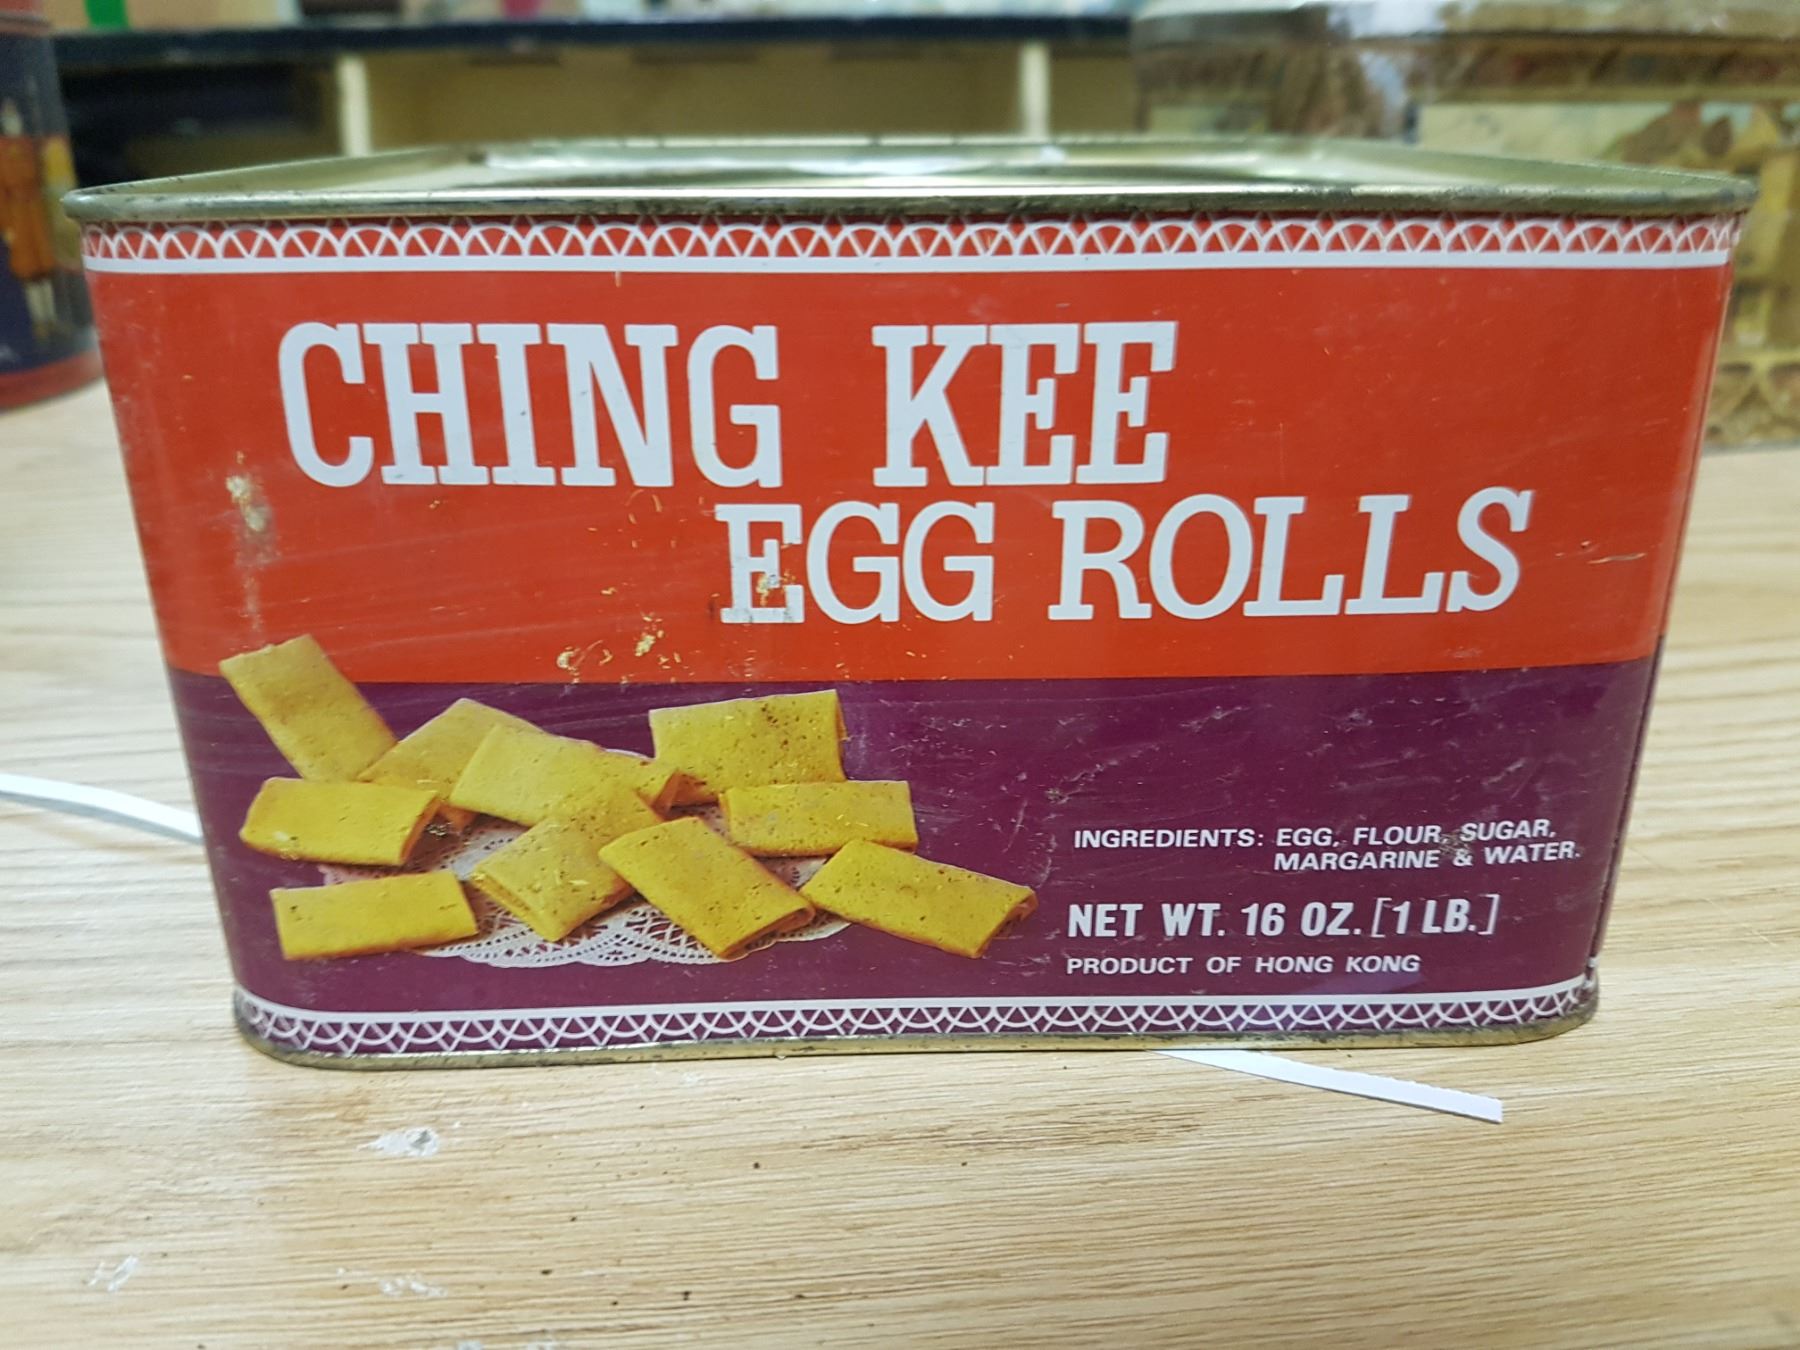 CHING KEE
EGG ROLLS
INGREDIENTS: EGG, FLOUR, SUGAR,
MARGARINE & WATER.
NET WT. 16 OZ. [1 LB.]
PRODUCT OF HONG KONG